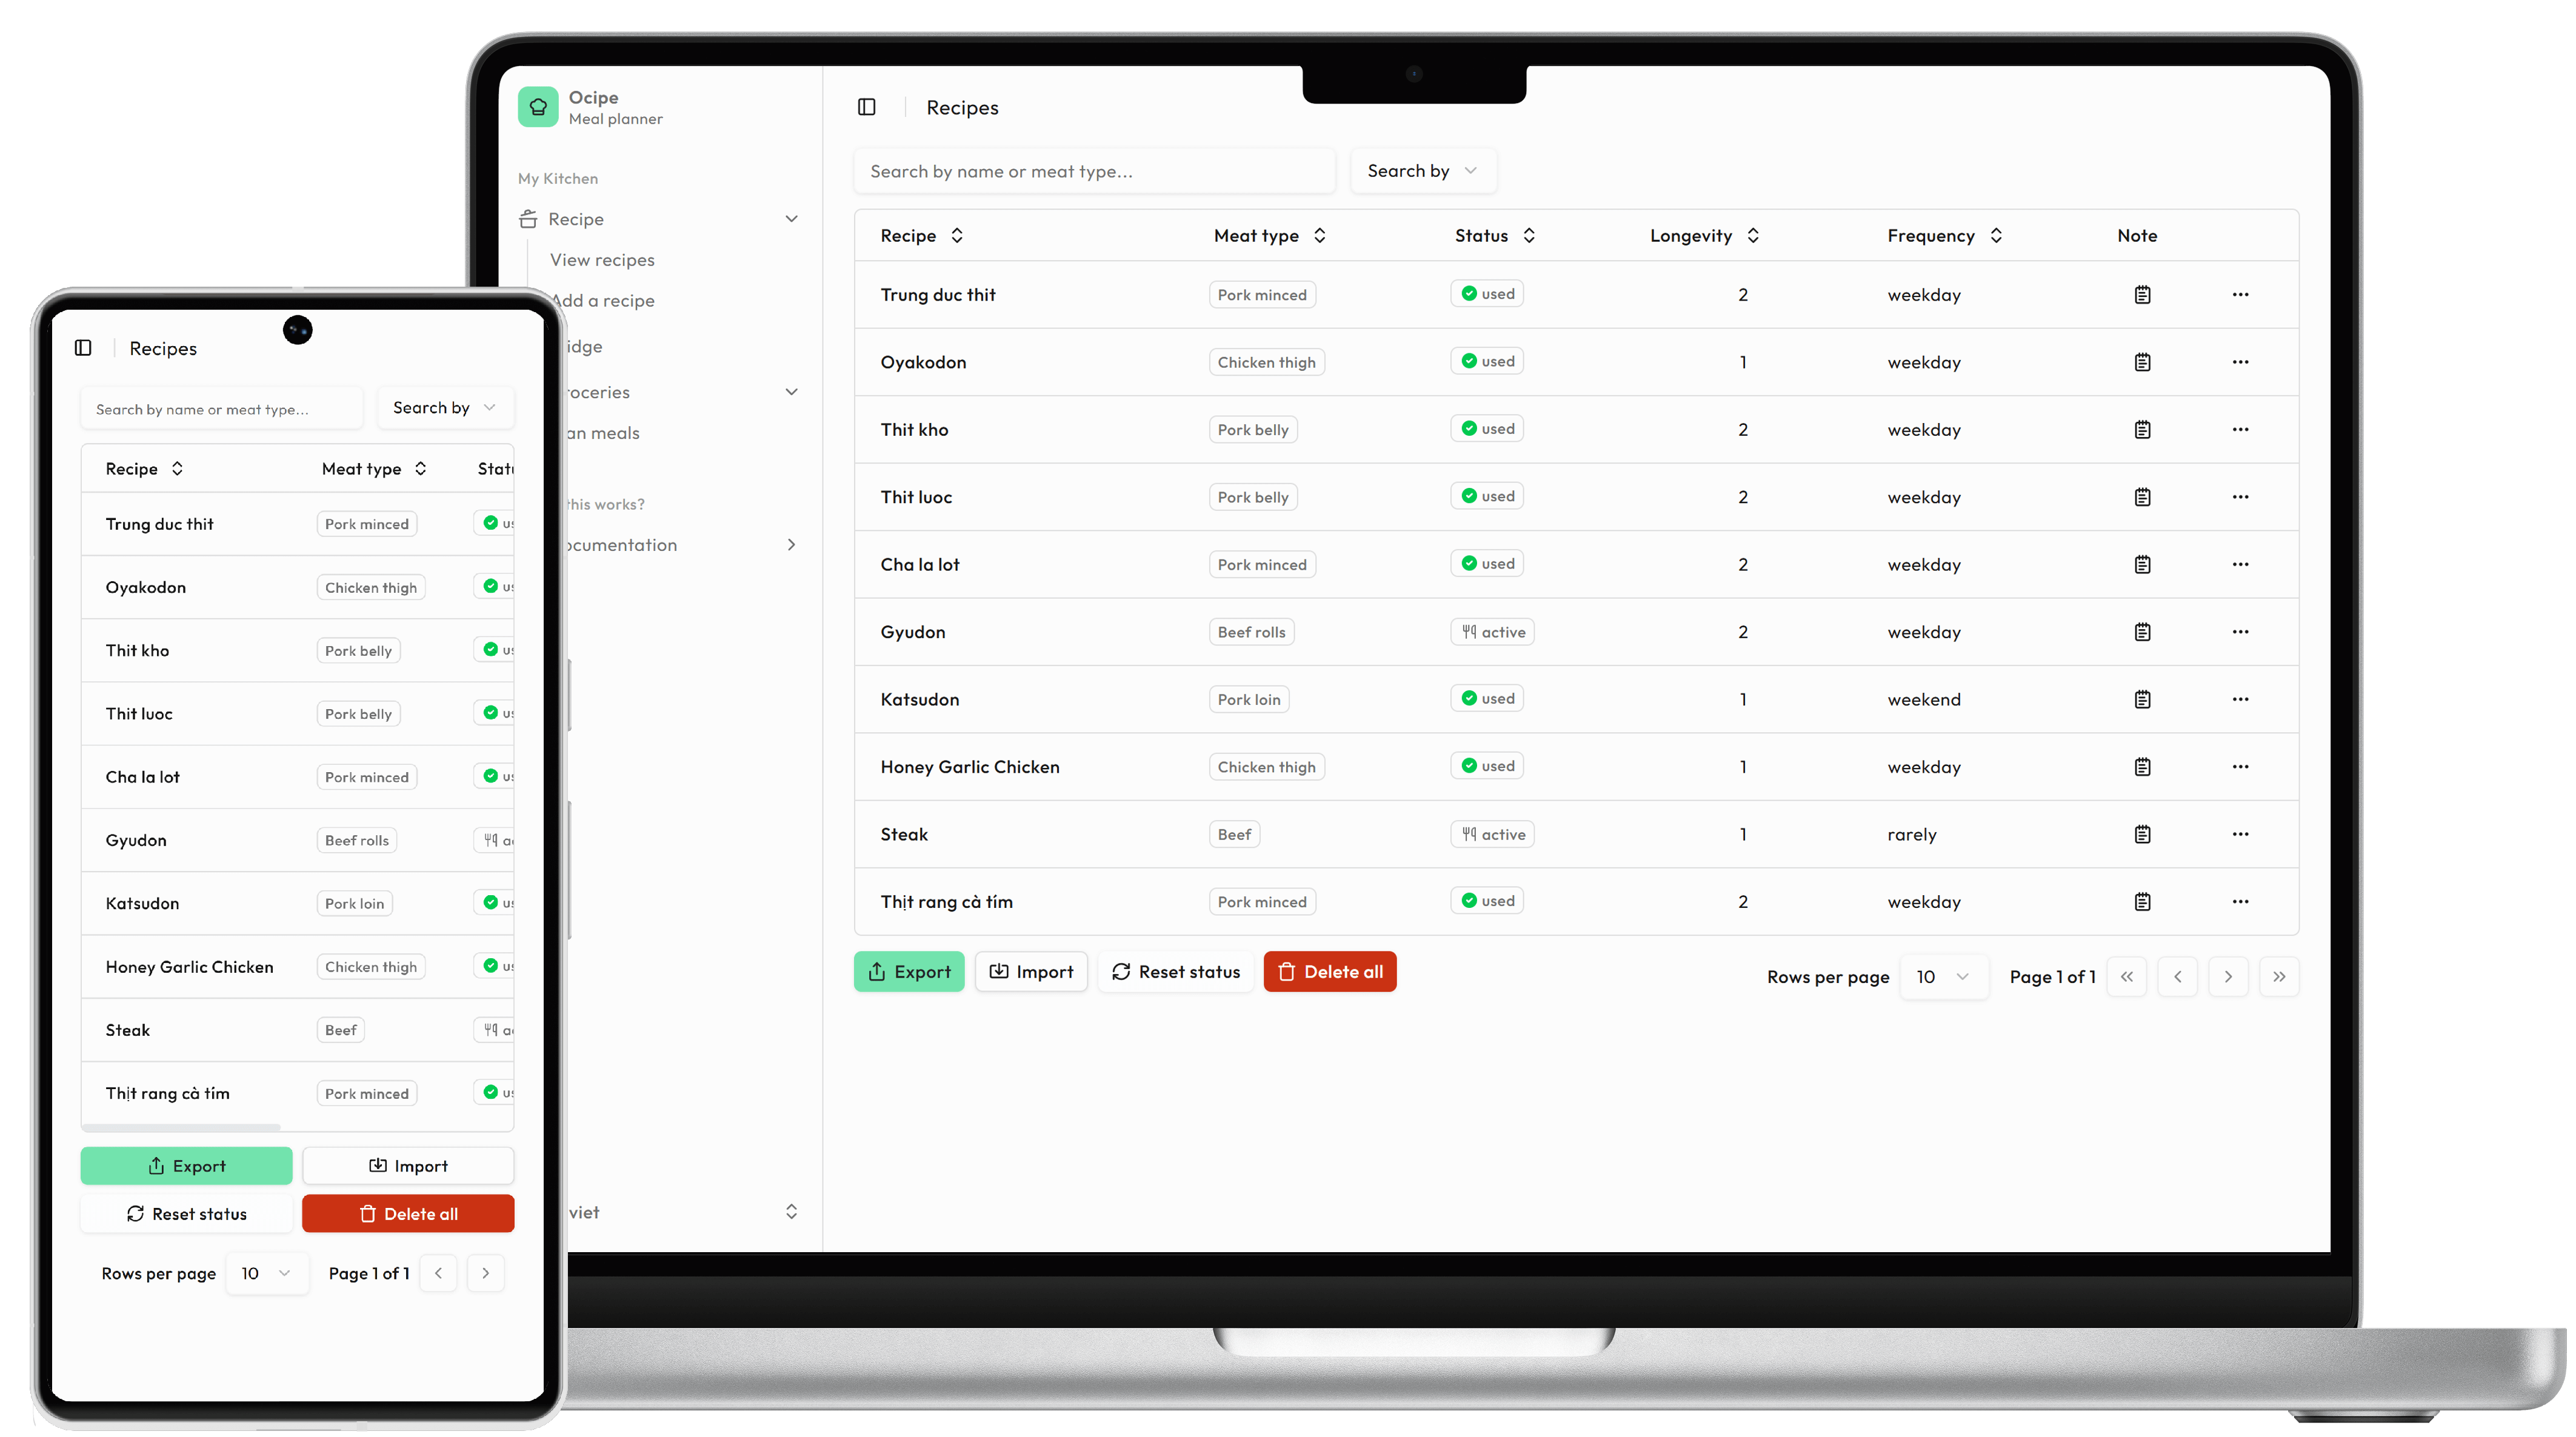 Ocipe
Meal planner
My Kitchen
Recipe
View recipes
Add a recipe
idge
roceries
an meals
this works?
ocumentation
viet
Recipes
Search by name or meat type...
Search by
Recipe Meat type Status Longevity Frequency Note
Trung duc thit Pork minced used 2 weekday
Oyakodon Chicken thigh used 1 weekday
Thit kho Pork belly used 2 weekday
Thit luoc Pork belly used 2 weekday
Cha la lot Pork minced used 2 weekday
Gyudon Beef rolls active 2 weekday
Katsudon Pork loin used 1 weekend
Honey Garlic Chicken Chicken thigh used 1 weekday
Steak Beef active 1 rarely
Thịt rang cà tím Pork minced used 2 weekday
Export Import Reset status Delete all
Rows per page 10 Page 1 of 1
Recipes
Search by name or meat type...
Search by
Recipe Meat type Statu
Trung duc thit Pork minced us
Oyakodon Chicken thigh us
Thit kho Pork belly us
Thit luoc Pork belly us
Cha la lot Pork minced us
Gyudon Beef rolls ac
Katsudon Pork loin us
Honey Garlic Chicken Chicken thigh us
Steak Beef ac
Thịt rang cà tím Pork minced us
Export Import
Reset status Delete all
Rows per page 10 Page 1 of 1